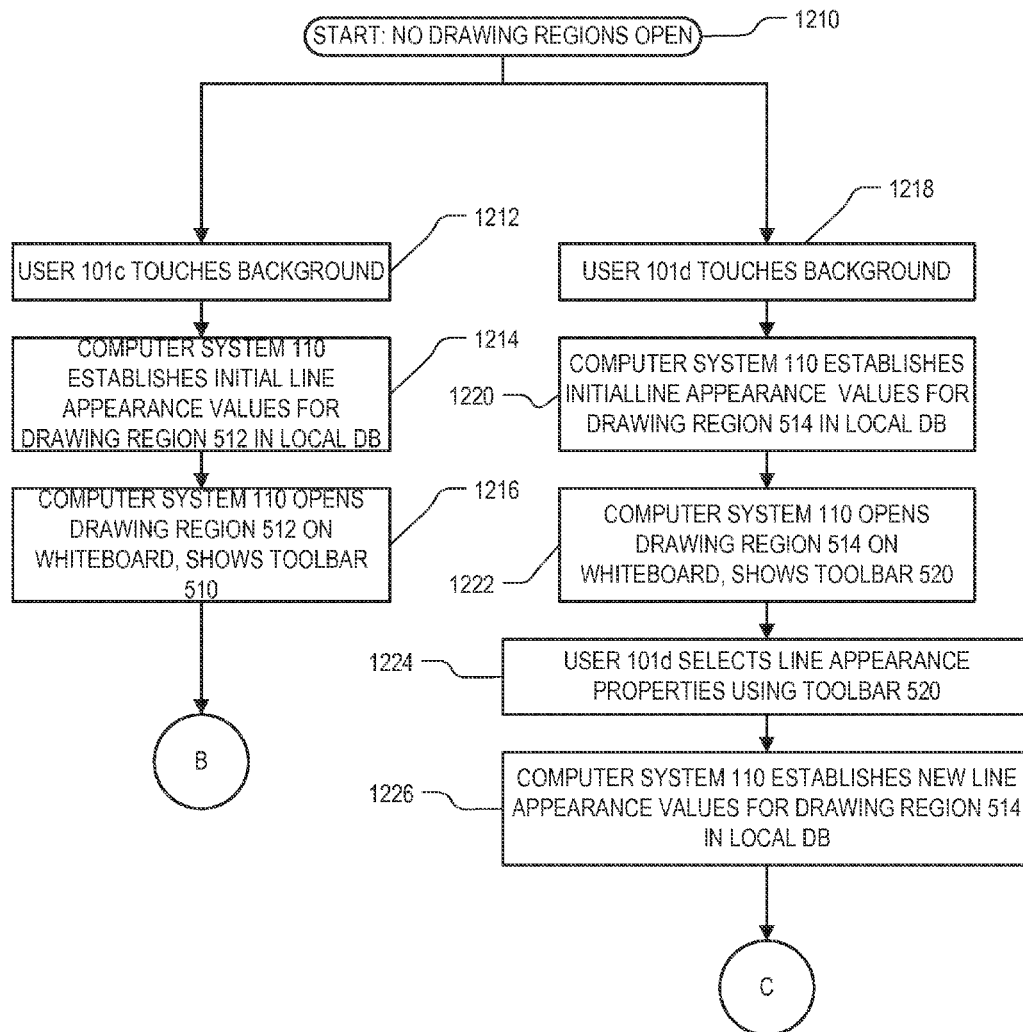 START: NO DRAWING REGIONS OPEN
1210
1212
USER 101c TOUCHES BACKGROUND
1214
COMPUTER SYSTEM 110
ESTABLISHES INITIAL LINE
APPEARANCE VALUES FOR
DRAWING REGION 512 IN LOCAL DB
1216
COMPUTER SYSTEM 110 OPENS
DRAWING REGION 512 ON
WHITEBOARD, SHOWS TOOLBAR
510
B
1218
USER 101d TOUCHES BACKGROUND
1220
COMPUTER SYSTEM 110 ESTABLISHES
INITIALLINE APPEARANCE VALUES FOR
DRAWING REGION 514 IN LOCAL DB
1222
COMPUTER SYSTEM 110 OPENS
DRAWING REGION 514 ON
WHITEBOARD, SHOWS TOOLBAR 520
1224
USER 101d SELECTS LINE APPEARANCE
PROPERTIES USING TOOLBAR 520
1226
COMPUTER SYSTEM 110 ESTABLISHES NEW LINE
APPEARANCE VALUES FOR DRAWING REGION 514
IN LOCAL DB
C